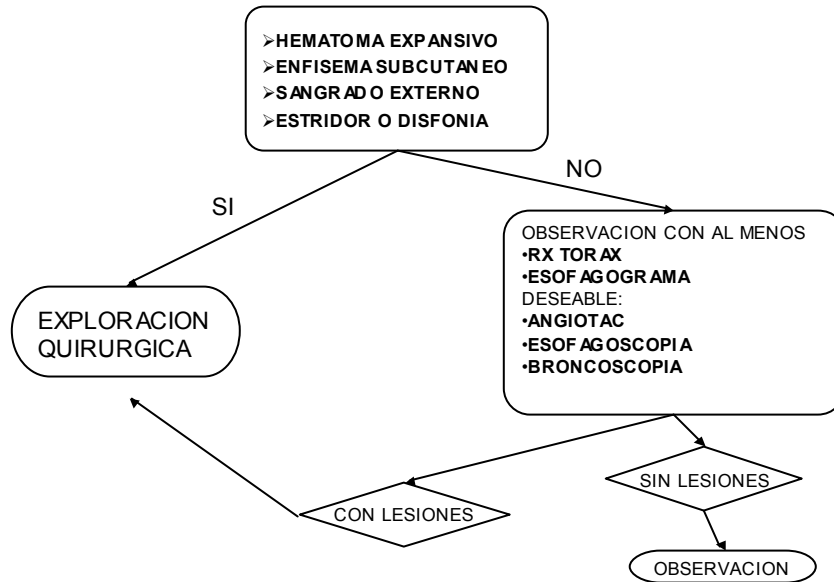 ➢HEMATOMA EXPANSIVO
➢ENFISEMA SUBCUTANEO
➢SANGRADO EXTERNO
➢ESTRIDOR O DISFONIA
NO
SI
OBSERVACION CON AL MENOS
•RX TORAX
•ESOFAGOGRAMA
DESEABLE:
•ANGIOTAC
•ESOFAGOSCOPIA
•BRONCOSCOPIA
EXPLORACION
QUIRURGICA
SIN LESIONES
CON LESIONES
OBSERVACION